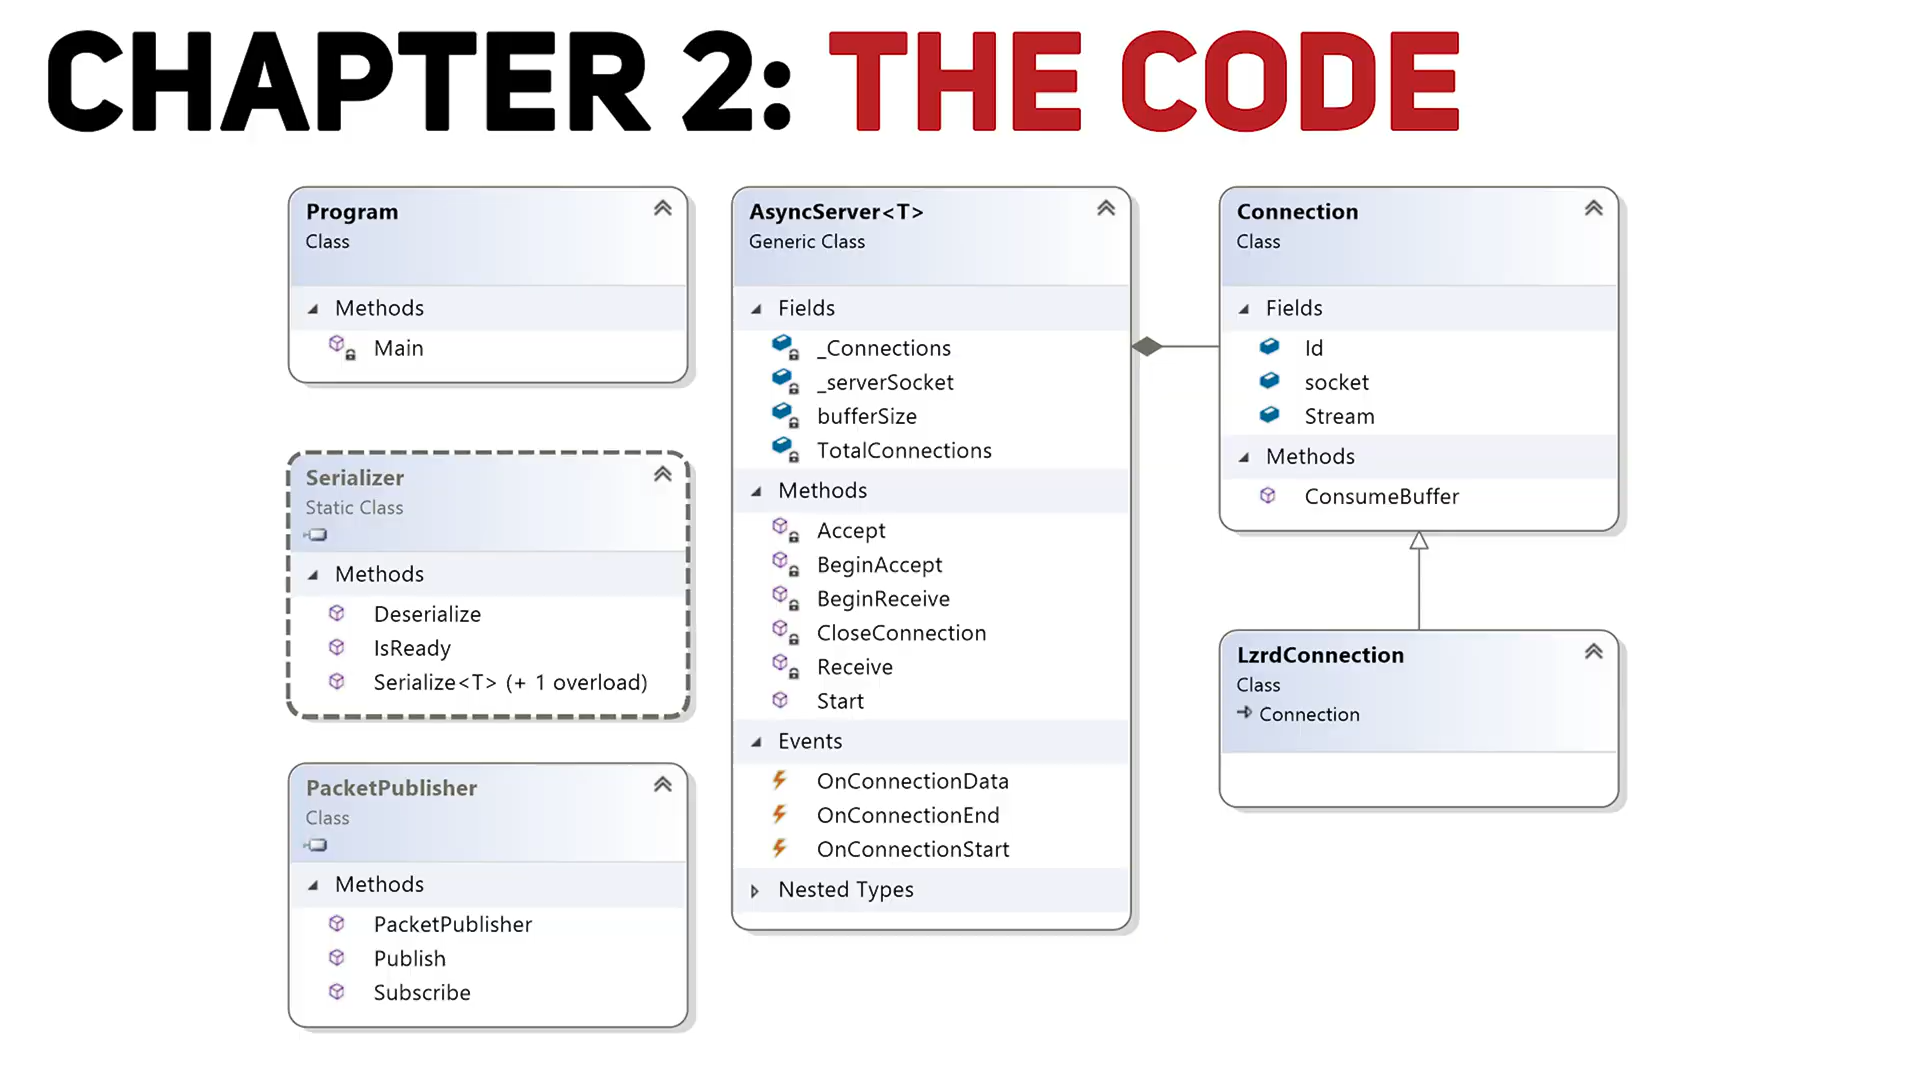 CHAPTER 2: THE CODE
Program
Class
Methods
Main
Serializer
Static Class
Methods
Deserialize
IsReady
Serialize<T> (+ 1 overload)
PacketPublisher
Class
Methods
PacketPublisher
Publish
Subscribe
AsyncServer<T>
Generic Class
Fields
_Connections
_serverSocket
bufferSize
TotalConnections
Methods
Accept
BeginAccept
BeginReceive
CloseConnection
Receive
Start
Events
OnConnectionData
OnConnectionEnd
OnConnectionStart
Nested Types
Connection
Class
Fields
Id
socket
Stream
Methods
ConsumeBuffer
LzrdConnection
Class
Connection